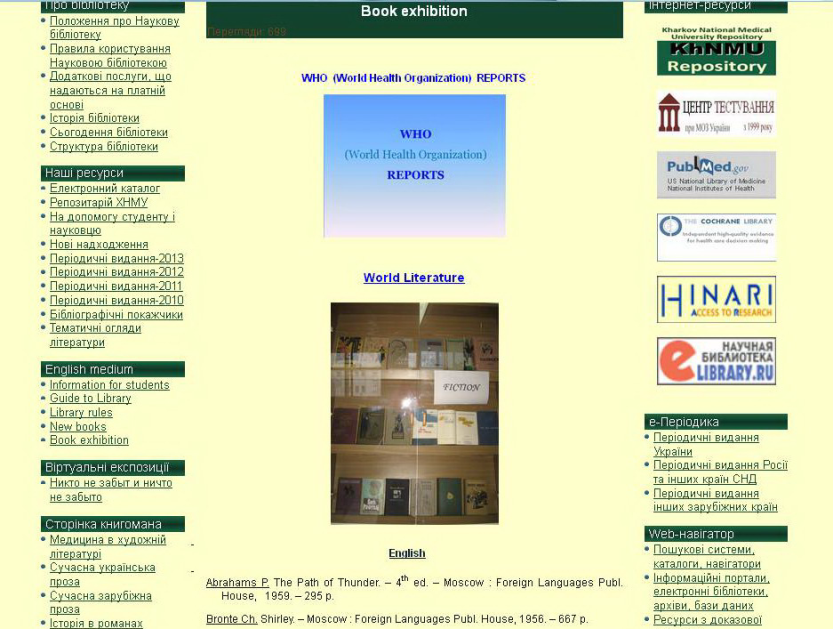 Про бібліотеку
Положення про Наукову
бібліотеку
Правила користування
Науковою бібліотекою
Додаткові послуги, що
надаються на платній
основі
Історія бібліотеки
Сьогодення бібліотеки
Структура бібліотеки
Наші ресурси
Електронний каталог
Репозитарій ХНМУ
На допомогу студенту і
науковцю
Нові надходження
Періодичні видання-2013
Періодичні видання-2012
Періодичні видання-2011
Періодичні видання-2010
Бібліографічні покажчики
Тематичні огляди
літератури
English medium
Information for students
Guide to Library
Library rules
New books
Book exhibition
Віртуальні експозиції
Никто не забыт и ничто
не забыто
Сторінка книгомана
Медицина в художній
літературі
Сучасна українська
проза
Сучасна зарубіжна
проза
Історія в романах
Book exhibition
Перегляди: 699
WHO (World Health Organization) REPORTS
WHO
(World Health Organization)
REPORTS
World Literature
FICTION
English
Abrahams P. The Path of Thunder. – 4th ed. – Moscow : Foreign Languages Publ.
House, 1959. – 295 p.
Bronte Ch. Shirley. – Moscow : Foreign Languages Publ. House, 1956. – 667 p.
Інтернет-ресурси
Kharkov National Medical
University Repository
KhNMU
Repository
ЦЕНТР ТЕСТУВАННЯ
при МОЗ України з 1999 року
PubMed.gov
US National Library of Medicine
National Institutes of Health
THE COCHRANE LIBRARY
Independent high-quality evidence
for health care decision making
HINARI
ACCESS TO RESEARCH
НАУЧНАЯ
БИБЛИОТЕКА
eLIBRARY.RU
е-Періодика
Періодичні видання
України
Періодичні видання Росії
та інших країн СНД
Періодичні видання
інших зарубіжних країн
Web-навігатор
Пошукові системи,
каталоги, навігатори
Інформаційні портали,
електронні бібліотеки,
архіви, бази даних
Ресурси з доказової